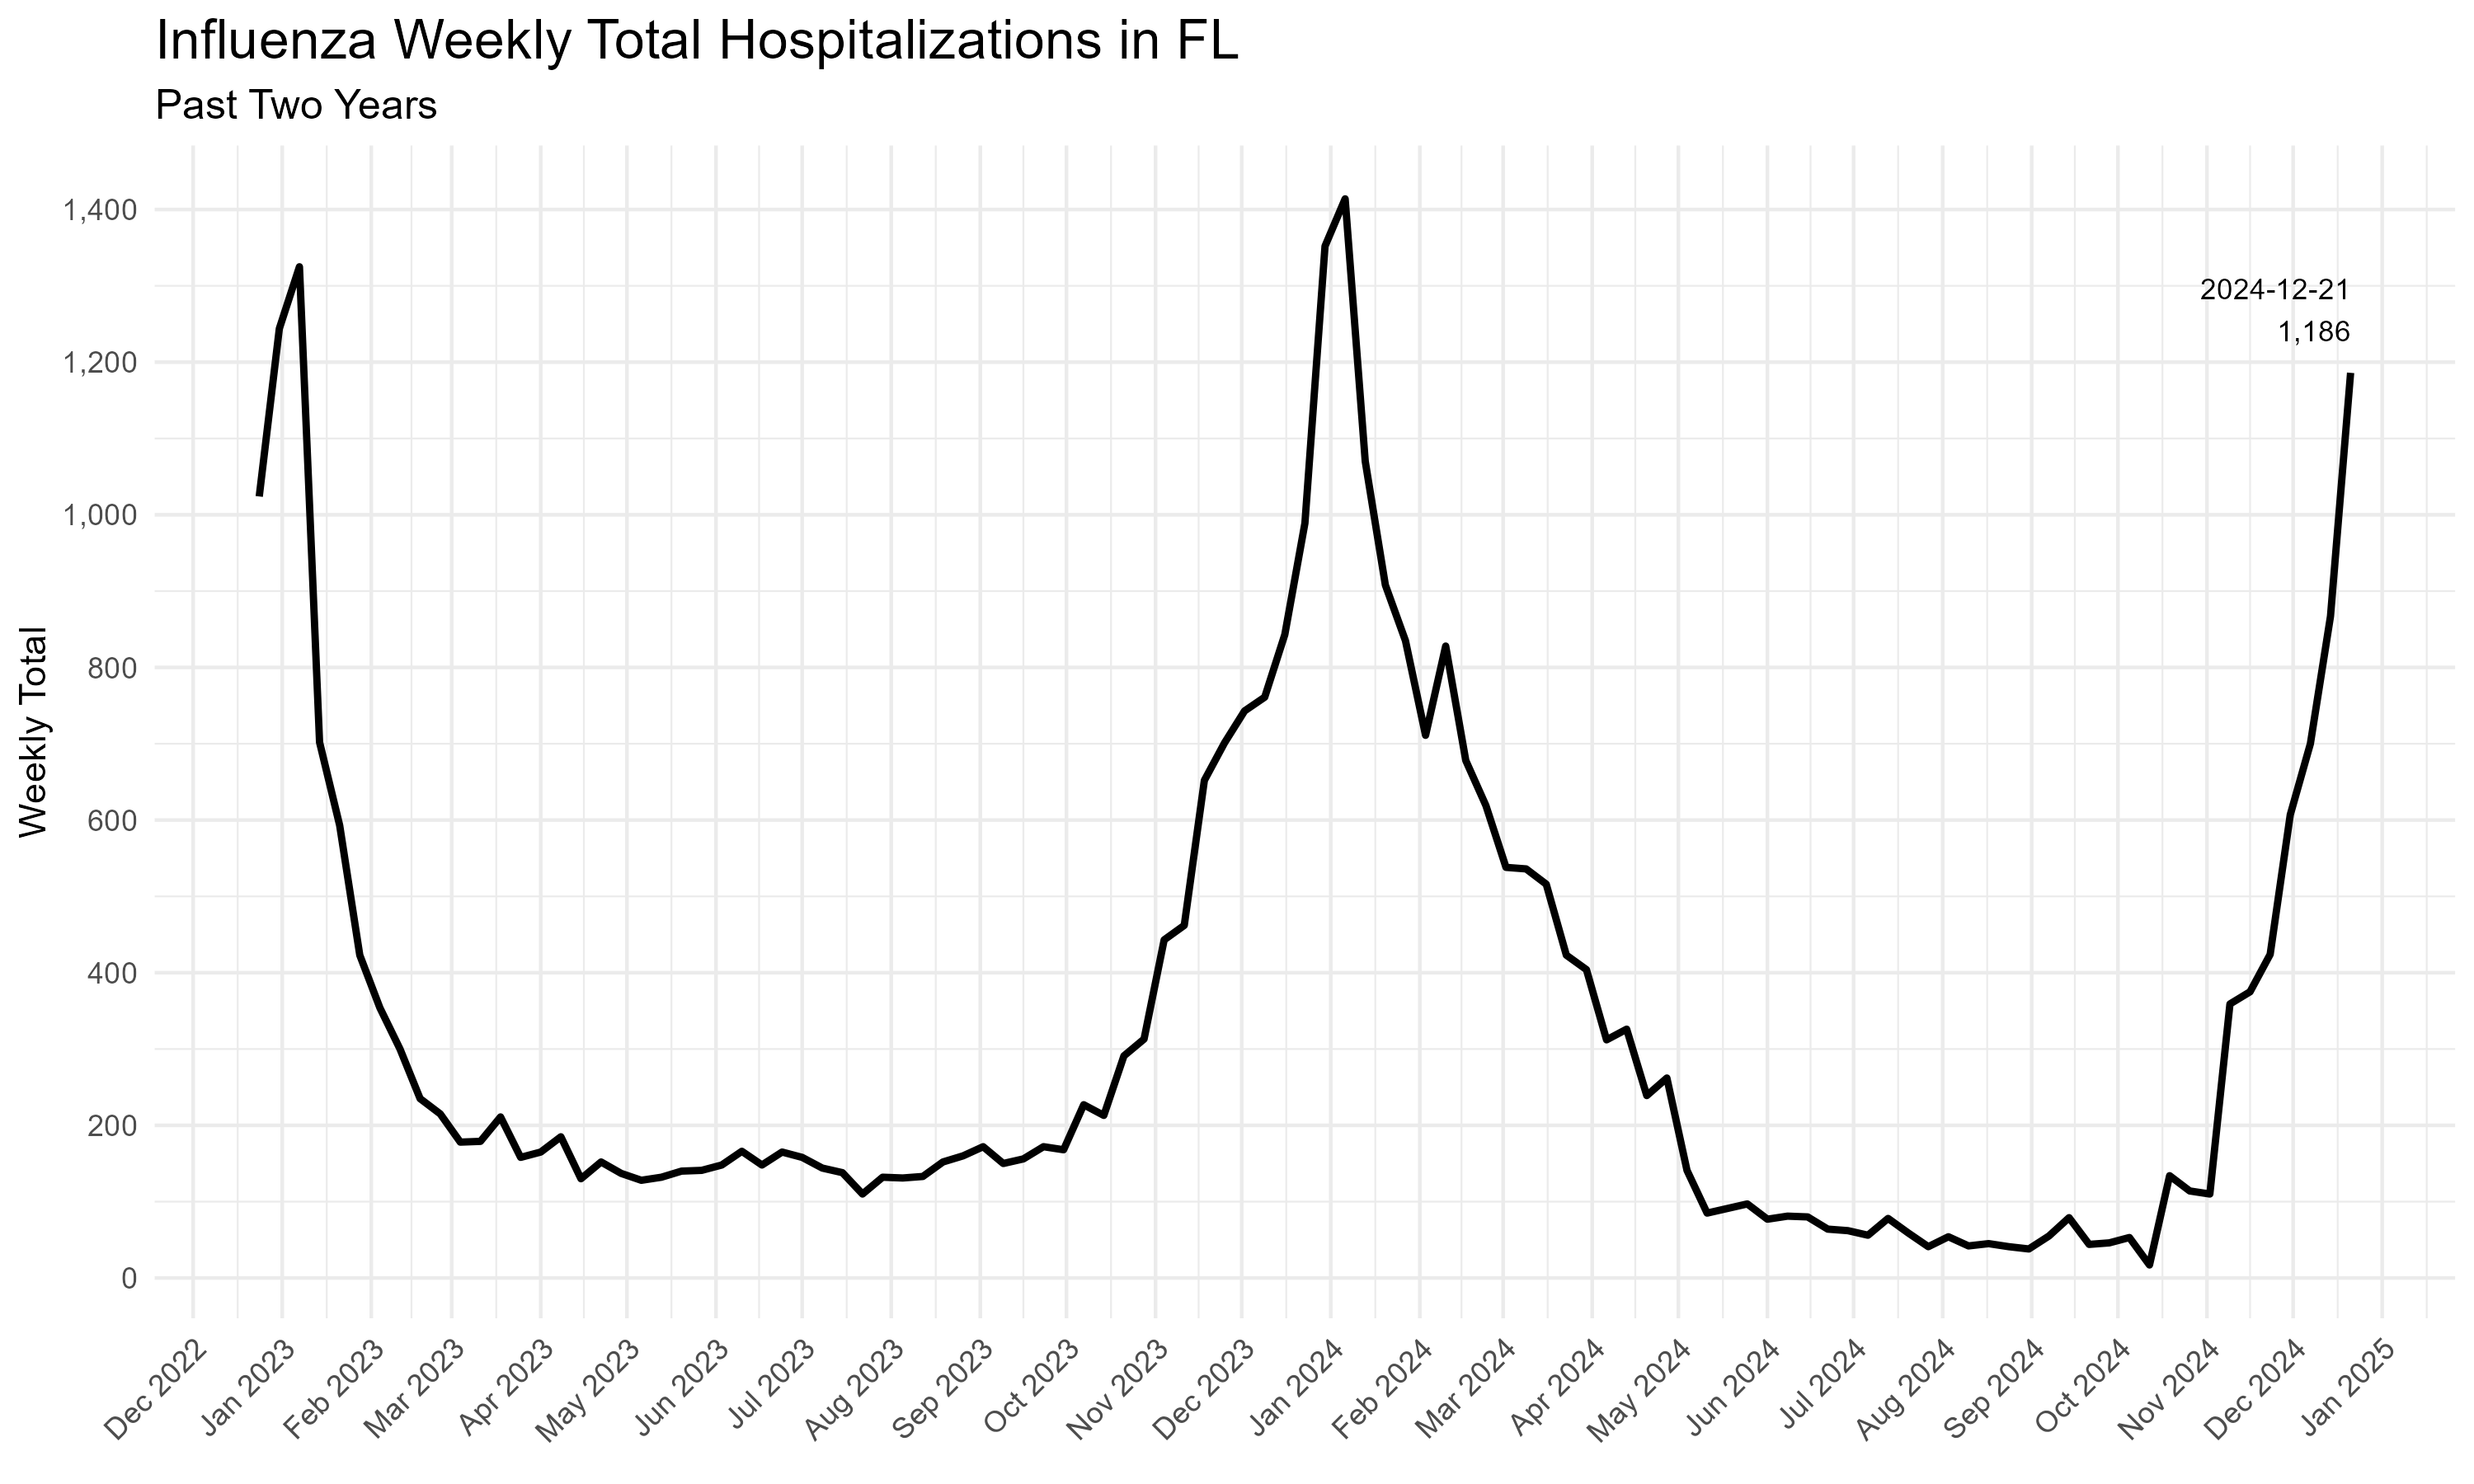 Influenza Weekly Total Hospitalizations in FL
Past Two Years
Weekly Total
1,400
1,200
1,000
800
600
400
200
0
2024-12-21
1,186
Dec 2022
Jan 2023
Feb 2023
Mar 2023
Apr 2023
May 2023
Jun 2023
Jul 2023
Aug 2023
Sep 2023
Oct 2023
Nov 2023
Dec 2023
Jan 2024
Feb 2024
Mar 2024
Apr 2024
May 2024
Jun 2024
Jul 2024
Aug 2024
Sep 2024
Oct 2024
Nov 2024
Dec 2024
Jan 2025